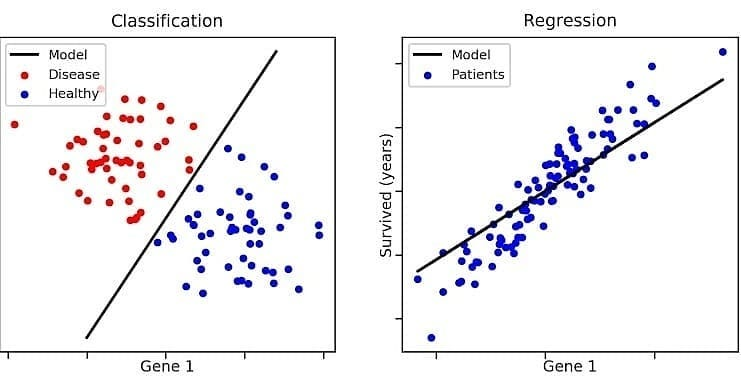 Classification
Model
Disease
Healthy
Gene 1
Regression
Model
Patients
Survived (years)
Gene 1